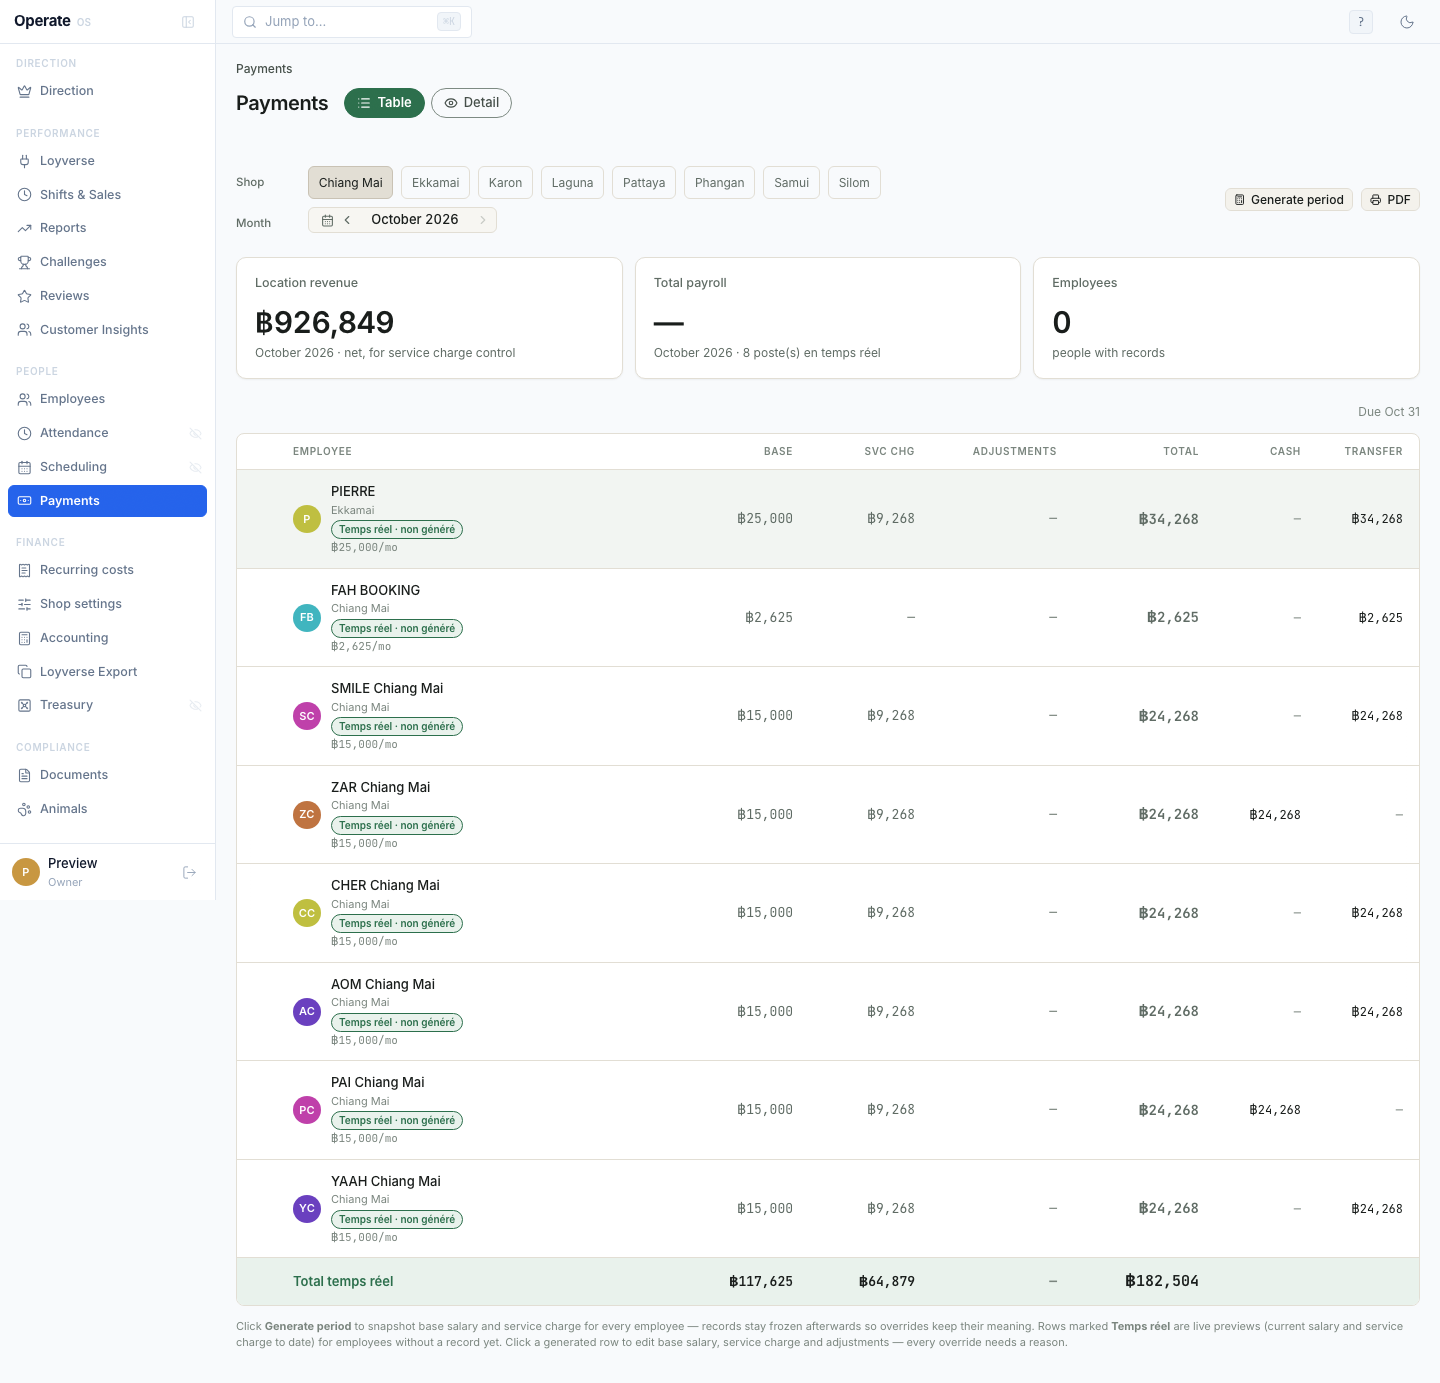 Operate OS
Jump to...
⌘K
?
DIRECTION
Direction
PERFORMANCE
Loyverse
Shifts & Sales
Reports
Challenges
Reviews
Customer Insights
PEOPLE
Employees
Attendance
Scheduling
Payments
FINANCE
Recurring costs
Shop settings
Accounting
Loyverse Export
Treasury
COMPLIANCE
Documents
Animals
P
Preview
Owner
Payments
Payments
Table
Detail
Shop
Chiang Mai
Ekkamai
Karon
Laguna
Pattaya
Phangan
Samui
Silom
Month
October 2026
Generate period
PDF
Location revenue
฿926,849
October 2026 · net, for service charge control
Total payroll
—
October 2026 · 8 poste(s) en temps réel
Employees
0
people with records
Due Oct 31
EMPLOYEE BASE SVC CHG ADJUSTMENTS TOTAL CASH TRANSFER
PIERRE
Ekkamai
P Temps réel · non généré ฿25,000 ฿9,268 — ฿34,268 — ฿34,268
฿25,000/mo
FAH BOOKING
Chiang Mai
FB Temps réel · non généré ฿2,625 — — ฿2,625 — ฿2,625
฿2,625/mo
SMILE Chiang Mai
Chiang Mai
SC Temps réel · non généré ฿15,000 ฿9,268 — ฿24,268 — ฿24,268
฿15,000/mo
ZAR Chiang Mai
Chiang Mai
ZC Temps réel · non généré ฿15,000 ฿9,268 — ฿24,268 ฿24,268 —
฿15,000/mo
CHER Chiang Mai
Chiang Mai
CC Temps réel · non généré ฿15,000 ฿9,268 — ฿24,268 — ฿24,268
฿15,000/mo
AOM Chiang Mai
Chiang Mai
AC Temps réel · non généré ฿15,000 ฿9,268 — ฿24,268 — ฿24,268
฿15,000/mo
PAI Chiang Mai
Chiang Mai
PC Temps réel · non généré ฿15,000 ฿9,268 — ฿24,268 ฿24,268 —
฿15,000/mo
YAAH Chiang Mai
Chiang Mai
YC Temps réel · non généré ฿15,000 ฿9,268 — ฿24,268 — ฿24,268
฿15,000/mo
Total temps réel ฿117,625 ฿64,879 — ฿182,504
Click Generate period to snapshot base salary and service charge for every employee — records stay frozen afterwards so overrides keep their meaning. Rows marked Temps réel are live previews (current salary and service
charge to date) for employees without a record yet. Click a generated row to edit base salary, service charge and adjustments — every override needs a reason.